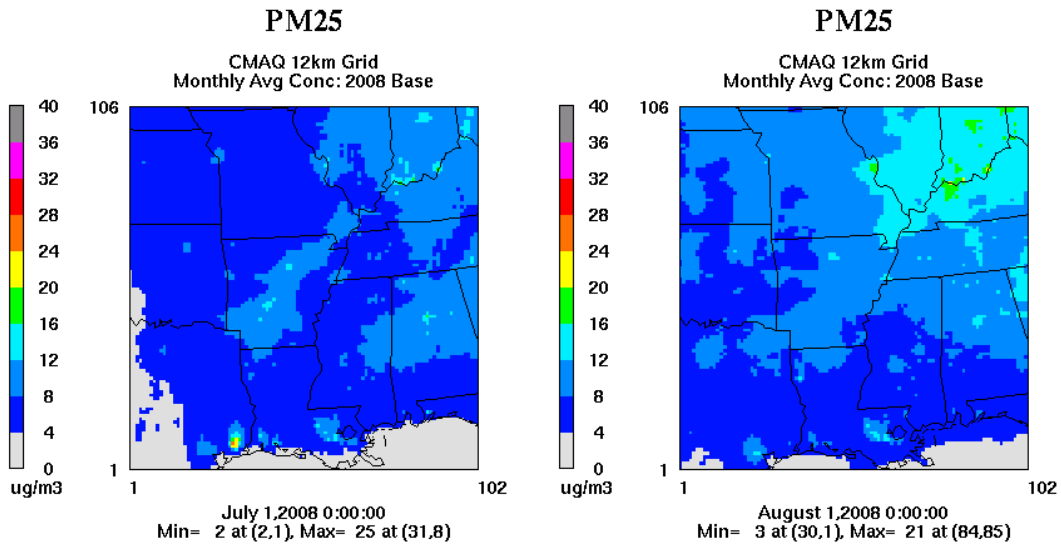 PM25
CMAQ 12km Grid
Monthly Avg Conc: 2008 Base
40
36
32
28
24
20
16
12
8
4
0
ug/m3
106
1
1
102
July 1,2008 0:00:00
Min= 2 at (2,1), Max= 25 at (31,8)
PM25
CMAQ 12km Grid
Monthly Avg Conc: 2008 Base
40
36
32
28
24
20
16
12
8
4
0
ug/m3
106
1
1
102
August 1,2008 0:00:00
Min= 3 at (30,1), Max= 21 at (84,85)